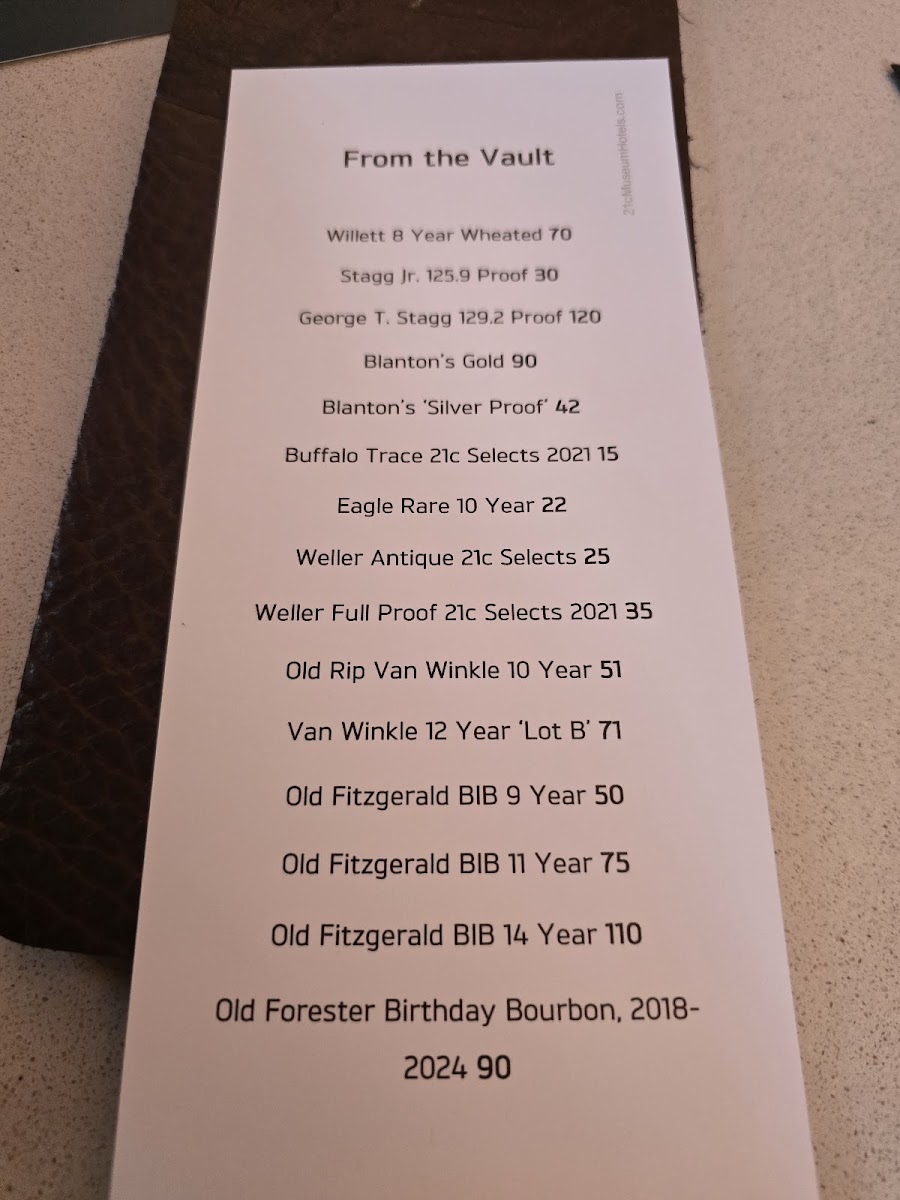 21cMuseumHotels.com
From the Vault
Willett 8 Year Wheated 70
Stagg Jr. 125.9 Proof 30
George T. Stagg 129.2 Proof 120
Blanton's Gold 90
Blanton's 'Silver Proof' 42
Buffalo Trace 21c Selects 2021 15
Eagle Rare 10 Year 22
Weller Antique 21c Selects 25
Weller Full Proof 21c Selects 2021 35
Old Rip Van Winkle 10 Year 51
Van Winkle 12 Year 'Lot B' 71
Old Fitzgerald BIB 9 Year 50
Old Fitzgerald BIB 11 Year 75
Old Fitzgerald BIB 14 Year 110
Old Forester Birthday Bourbon, 2018-
2024 90